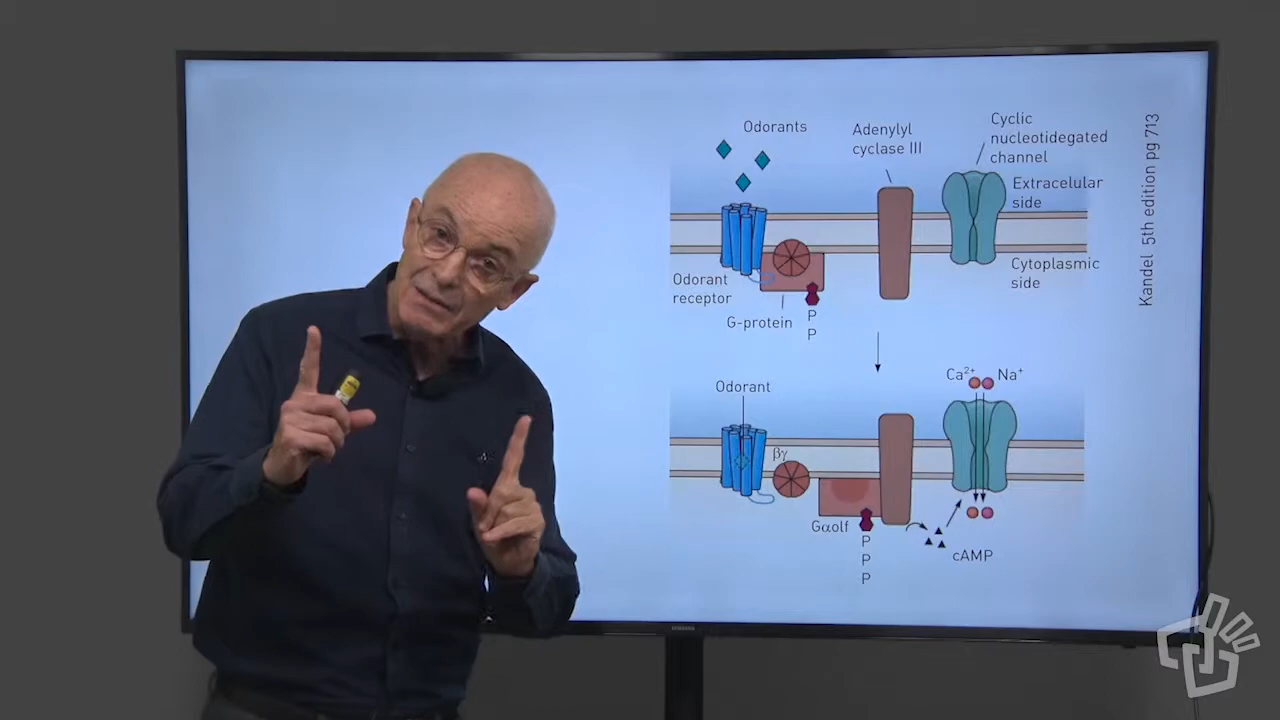 Odorants
Adenylyl
cyclase III
Cyclic
nucleotidegated
channel
Extracelular
side
Cytoplasmic
side
Odorant
receptor
G-protein
P
P
Kandel 5th edition pg 713
Odorant
βγ
Gαolf
P
P
P
Ca²⁺
Na⁺
cAMP
SAMSUNG